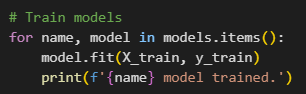 # Train models
for name, model in models.items():
    model.fit(X_train, y_train)
    print(f'{name} model trained.')